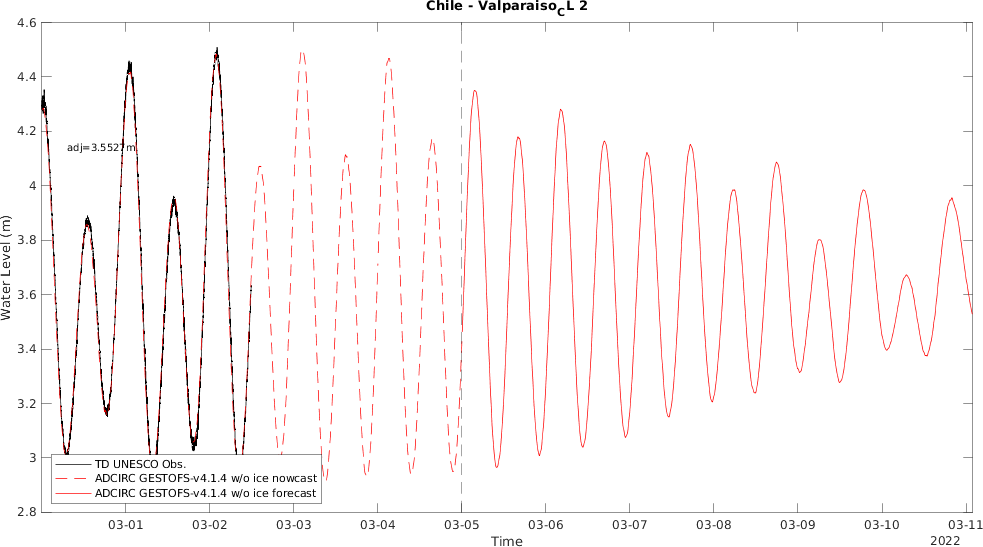 Chile - Valparaiso_CL 2
4.6
4.4
4.2
4
3.8
3.6
3.4
3.2
3
2.8
Water Level (m)
adj=3.5527m
TD UNESCO Obs.
ADCIRC GESTOFS-v4.1.4 w/o ice nowcast
ADCIRC GESTOFS-v4.1.4 w/o ice forecast
03-01 03-02 03-03 03-04 03-05 03-06 03-07 03-08 03-09 03-10 03-11
Time
2022